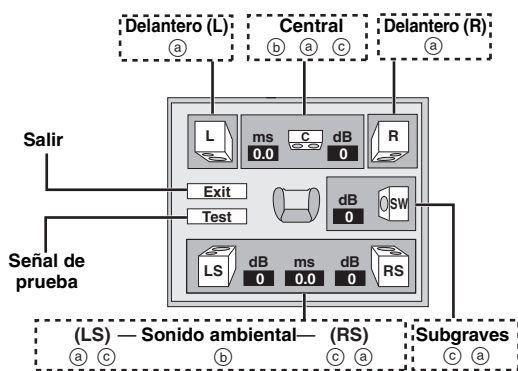 Delantero (L)
ⓐ
Central
ⓑ ⓐ ⓒ
Delantero (R)
ⓐ
L
ms
0.0
C
dB
0
R
Salir
Exit
Señal de
prueba
Test
dB
0
SW
LS
dB
0
ms
0.0
dB
0
RS
(LS) — Sonido ambiental— (RS)
ⓐ ⓒ ⓑ ⓒ ⓐ
Subgraves
ⓒ ⓐ